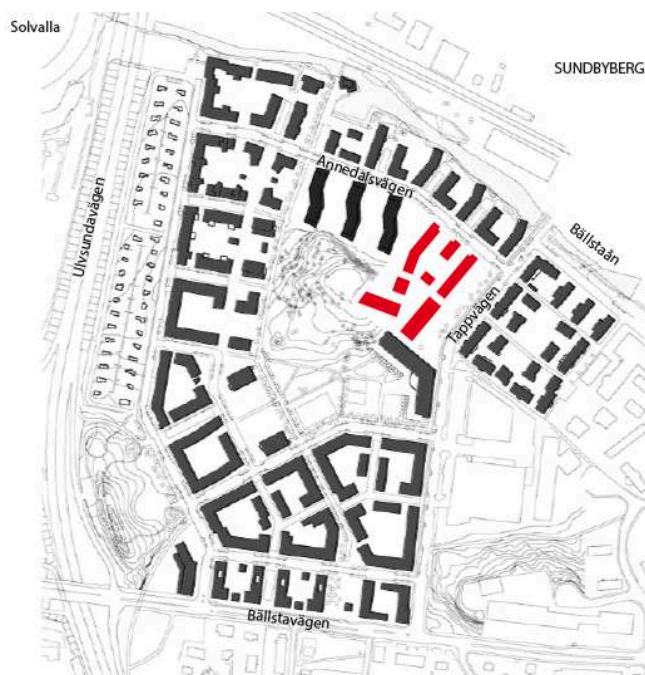 Solvalla
SUNDBYBERG
Annedalsvägen
Ulvsundavägen
Bällstaån
Tappvägen
Bällstavägen